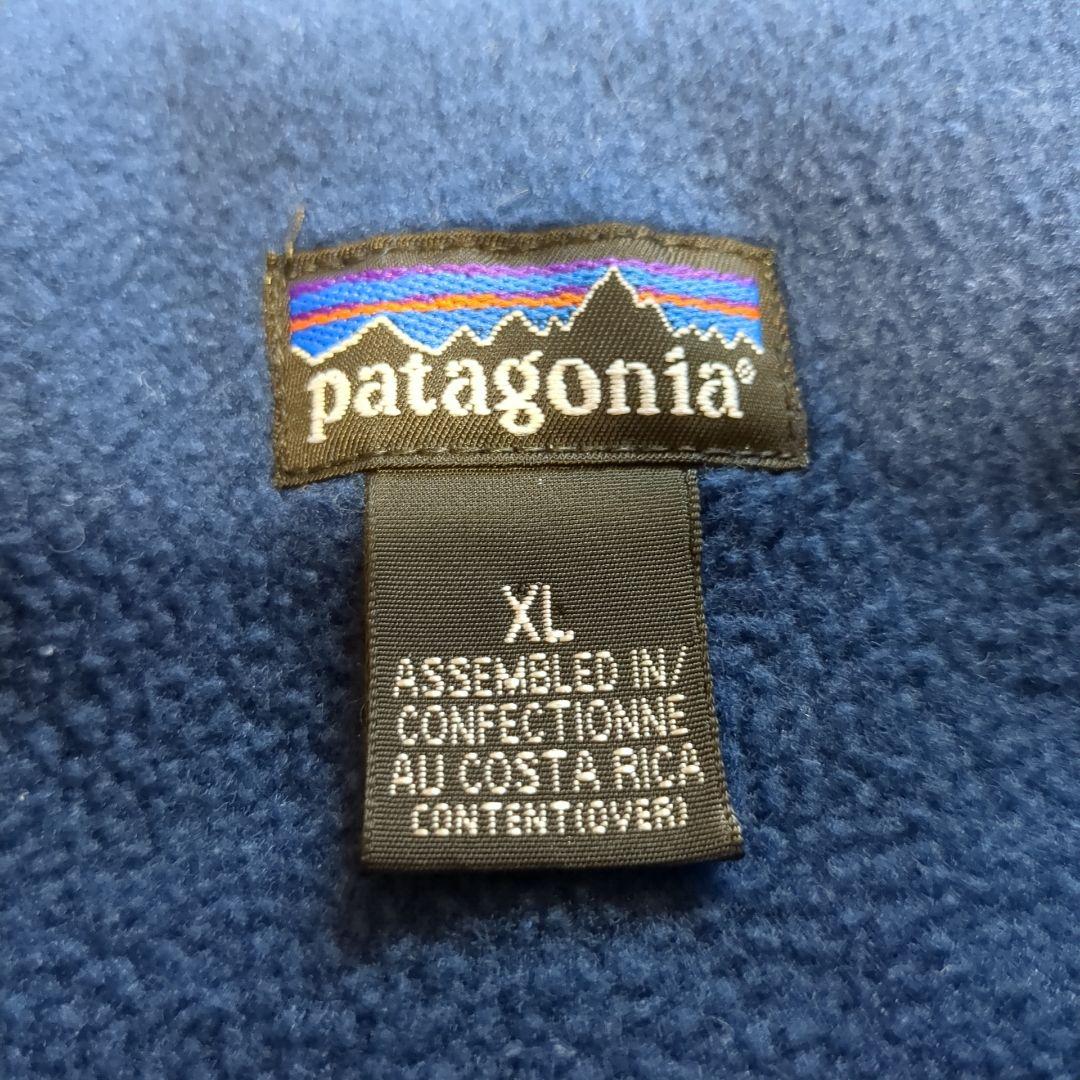 patagonia®
XL
ASSEMBLED IN/
CONFECTIONNE
AU COSTA RICA
CONTENT(OVER)